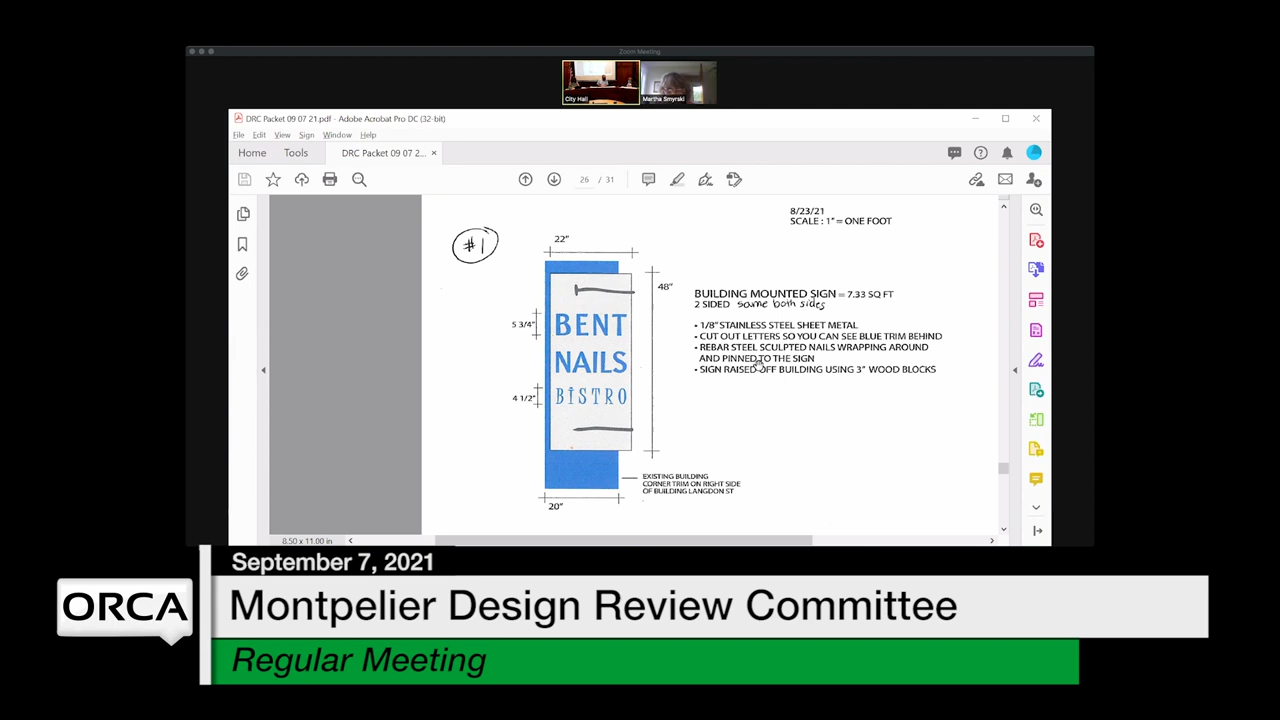 Zoom Meeting
City Hall
Martha Smyrski
DRC Packet 09 07 21.pdf - Adobe Acrobat Pro DC (32-bit)
File Edit View Sign Window Help
Home Tools DRC Packet 09 07 2... ×
26 / 31
8/23/21
SCALE : 1" = ONE FOOT
#1
22"
48"
BUILDING MOUNTED SIGN = 7.33 SQ FT
2 SIDED same both sides
• 1/8" STAINLESS STEEL SHEET METAL
• CUT OUT LETTERS SO YOU CAN SEE BLUE TRIM BEHIND
• REBAR STEEL SCULPTED NAILS WRAPPING AROUND
AND PINNED TO THE SIGN
• SIGN RAISED OFF BUILDING USING 3" WOOD BLOCKS
5 3/4"
BENT
NAILS
4 1/2"
BISTRO
EXISTING BUILDING
CORNER TRIM ON RIGHT SIDE
OF BUILDING LANGDON ST
20"
8.50 x 11.00 in
September 7, 2021
ORCA
Montpelier Design Review Committee
Regular Meeting